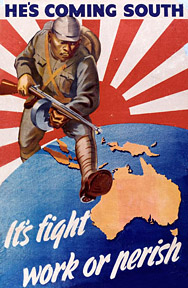 HE'S COMING SOUTH
It's fight
work or perish